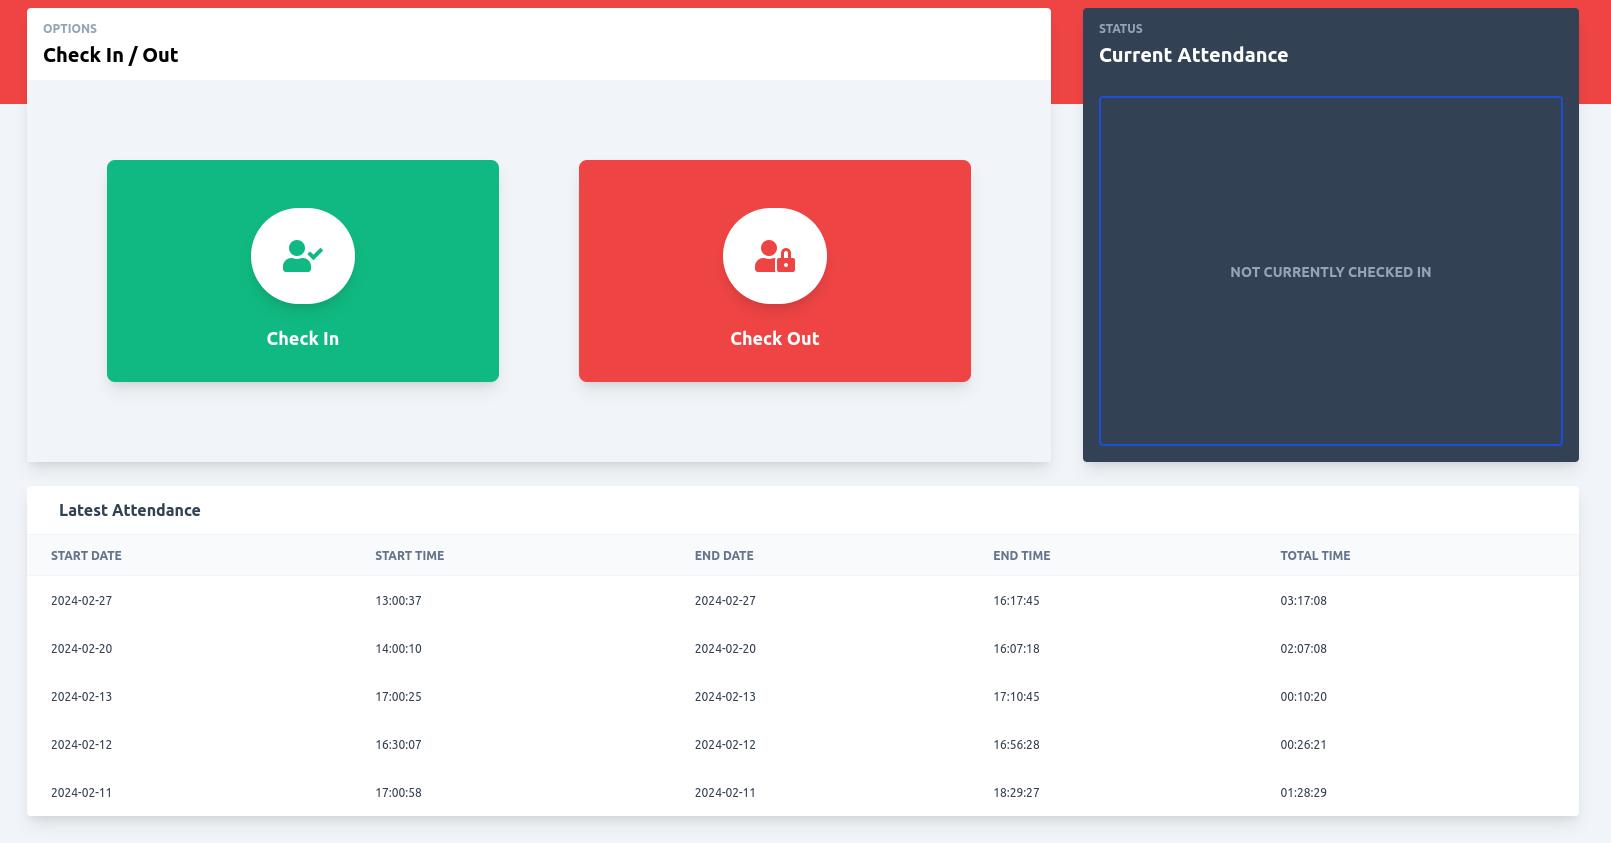 OPTIONS
Check In / Out
Check In
Check Out
STATUS
Current Attendance
NOT CURRENTLY CHECKED IN
Latest Attendance
START DATE START TIME END DATE END TIME TOTAL TIME
2024-02-27 13:00:37 2024-02-27 16:17:45 03:17:08
2024-02-20 14:00:10 2024-02-20 16:07:18 02:07:08
2024-02-13 17:00:25 2024-02-13 17:10:45 00:10:20
2024-02-12 16:30:07 2024-02-12 16:56:28 00:26:21
2024-02-11 17:00:58 2024-02-11 18:29:27 01:28:29